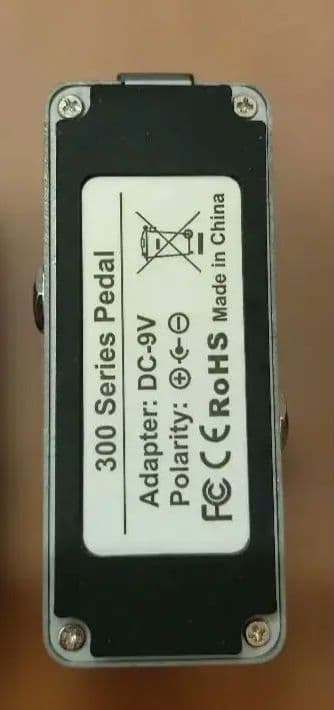 300 Series Pedal
Adapter: DC-9V
Polarity: ⊕-C-⊖
FC CE RoHS Made in China